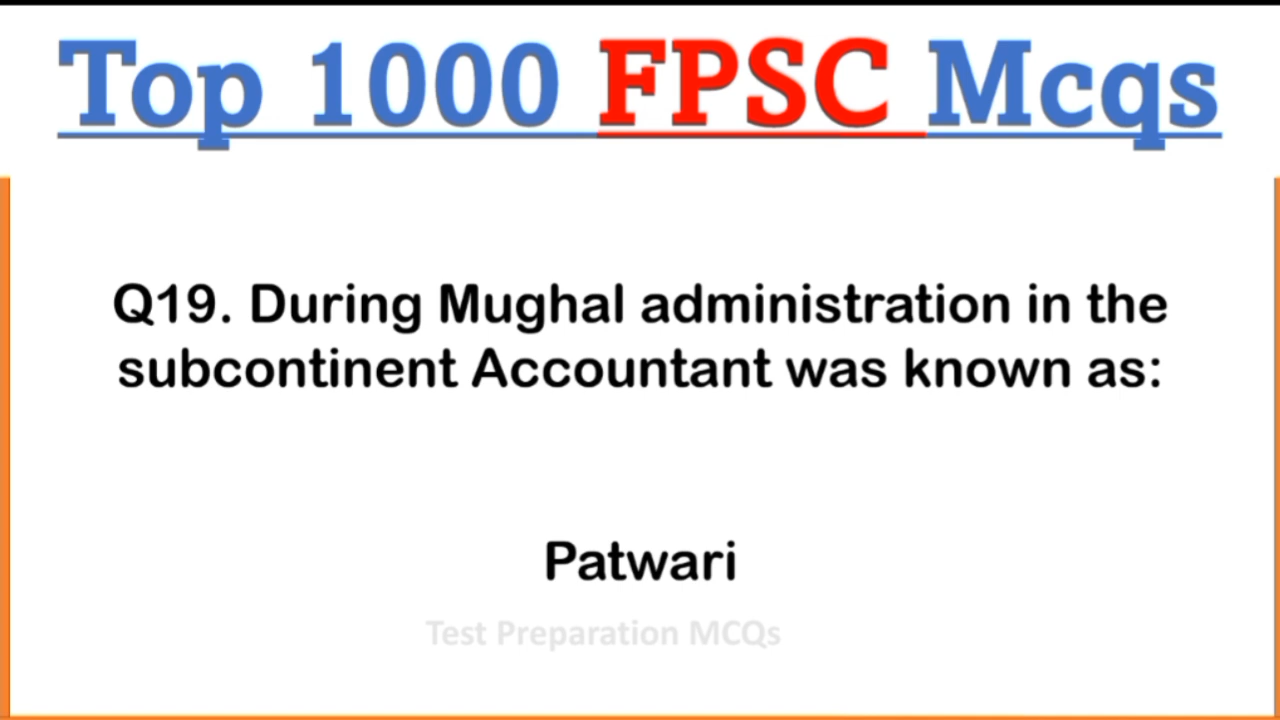 Top 1000 FPSC Mcqs
Q19. During Mughal administration in the
subcontinent Accountant was known as:
Patwari
Test Preparation MCQs